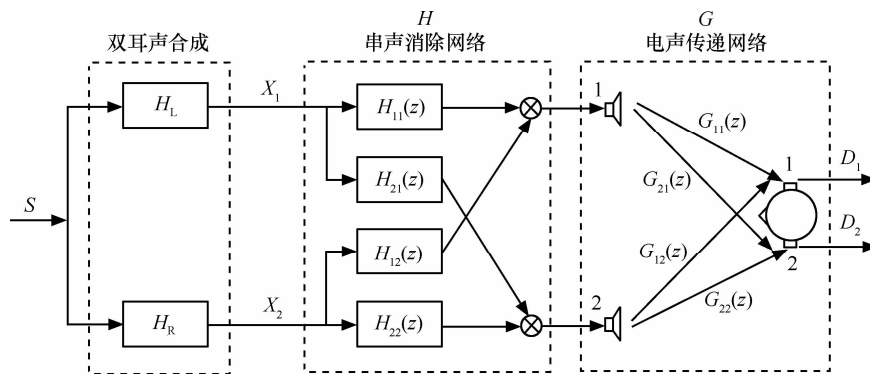 H
G
双耳声合成
串声消除网络
电声传递网络
S
H_L
H_R
X_1
X_2
H_11(z)
H_21(z)
H_12(z)
H_22(z)
1
2
G_11(z)
G_21(z)
G_12(z)
G_22(z)
1
2
D_1
D_2